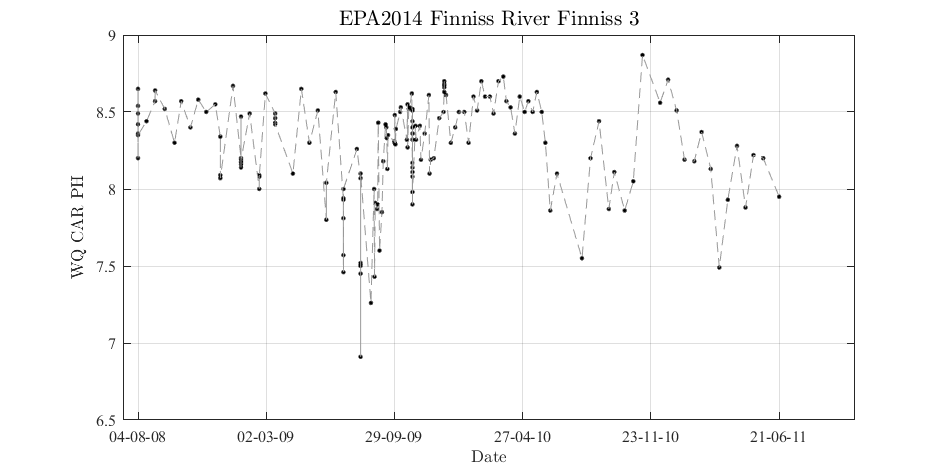 EPA2014 Finniss River Finniss 3
WQ CAR PH
9
8.5
8
7.5
7
6.5
04-08-08 02-03-09 29-09-09 27-04-10 23-11-10 21-06-11
Date